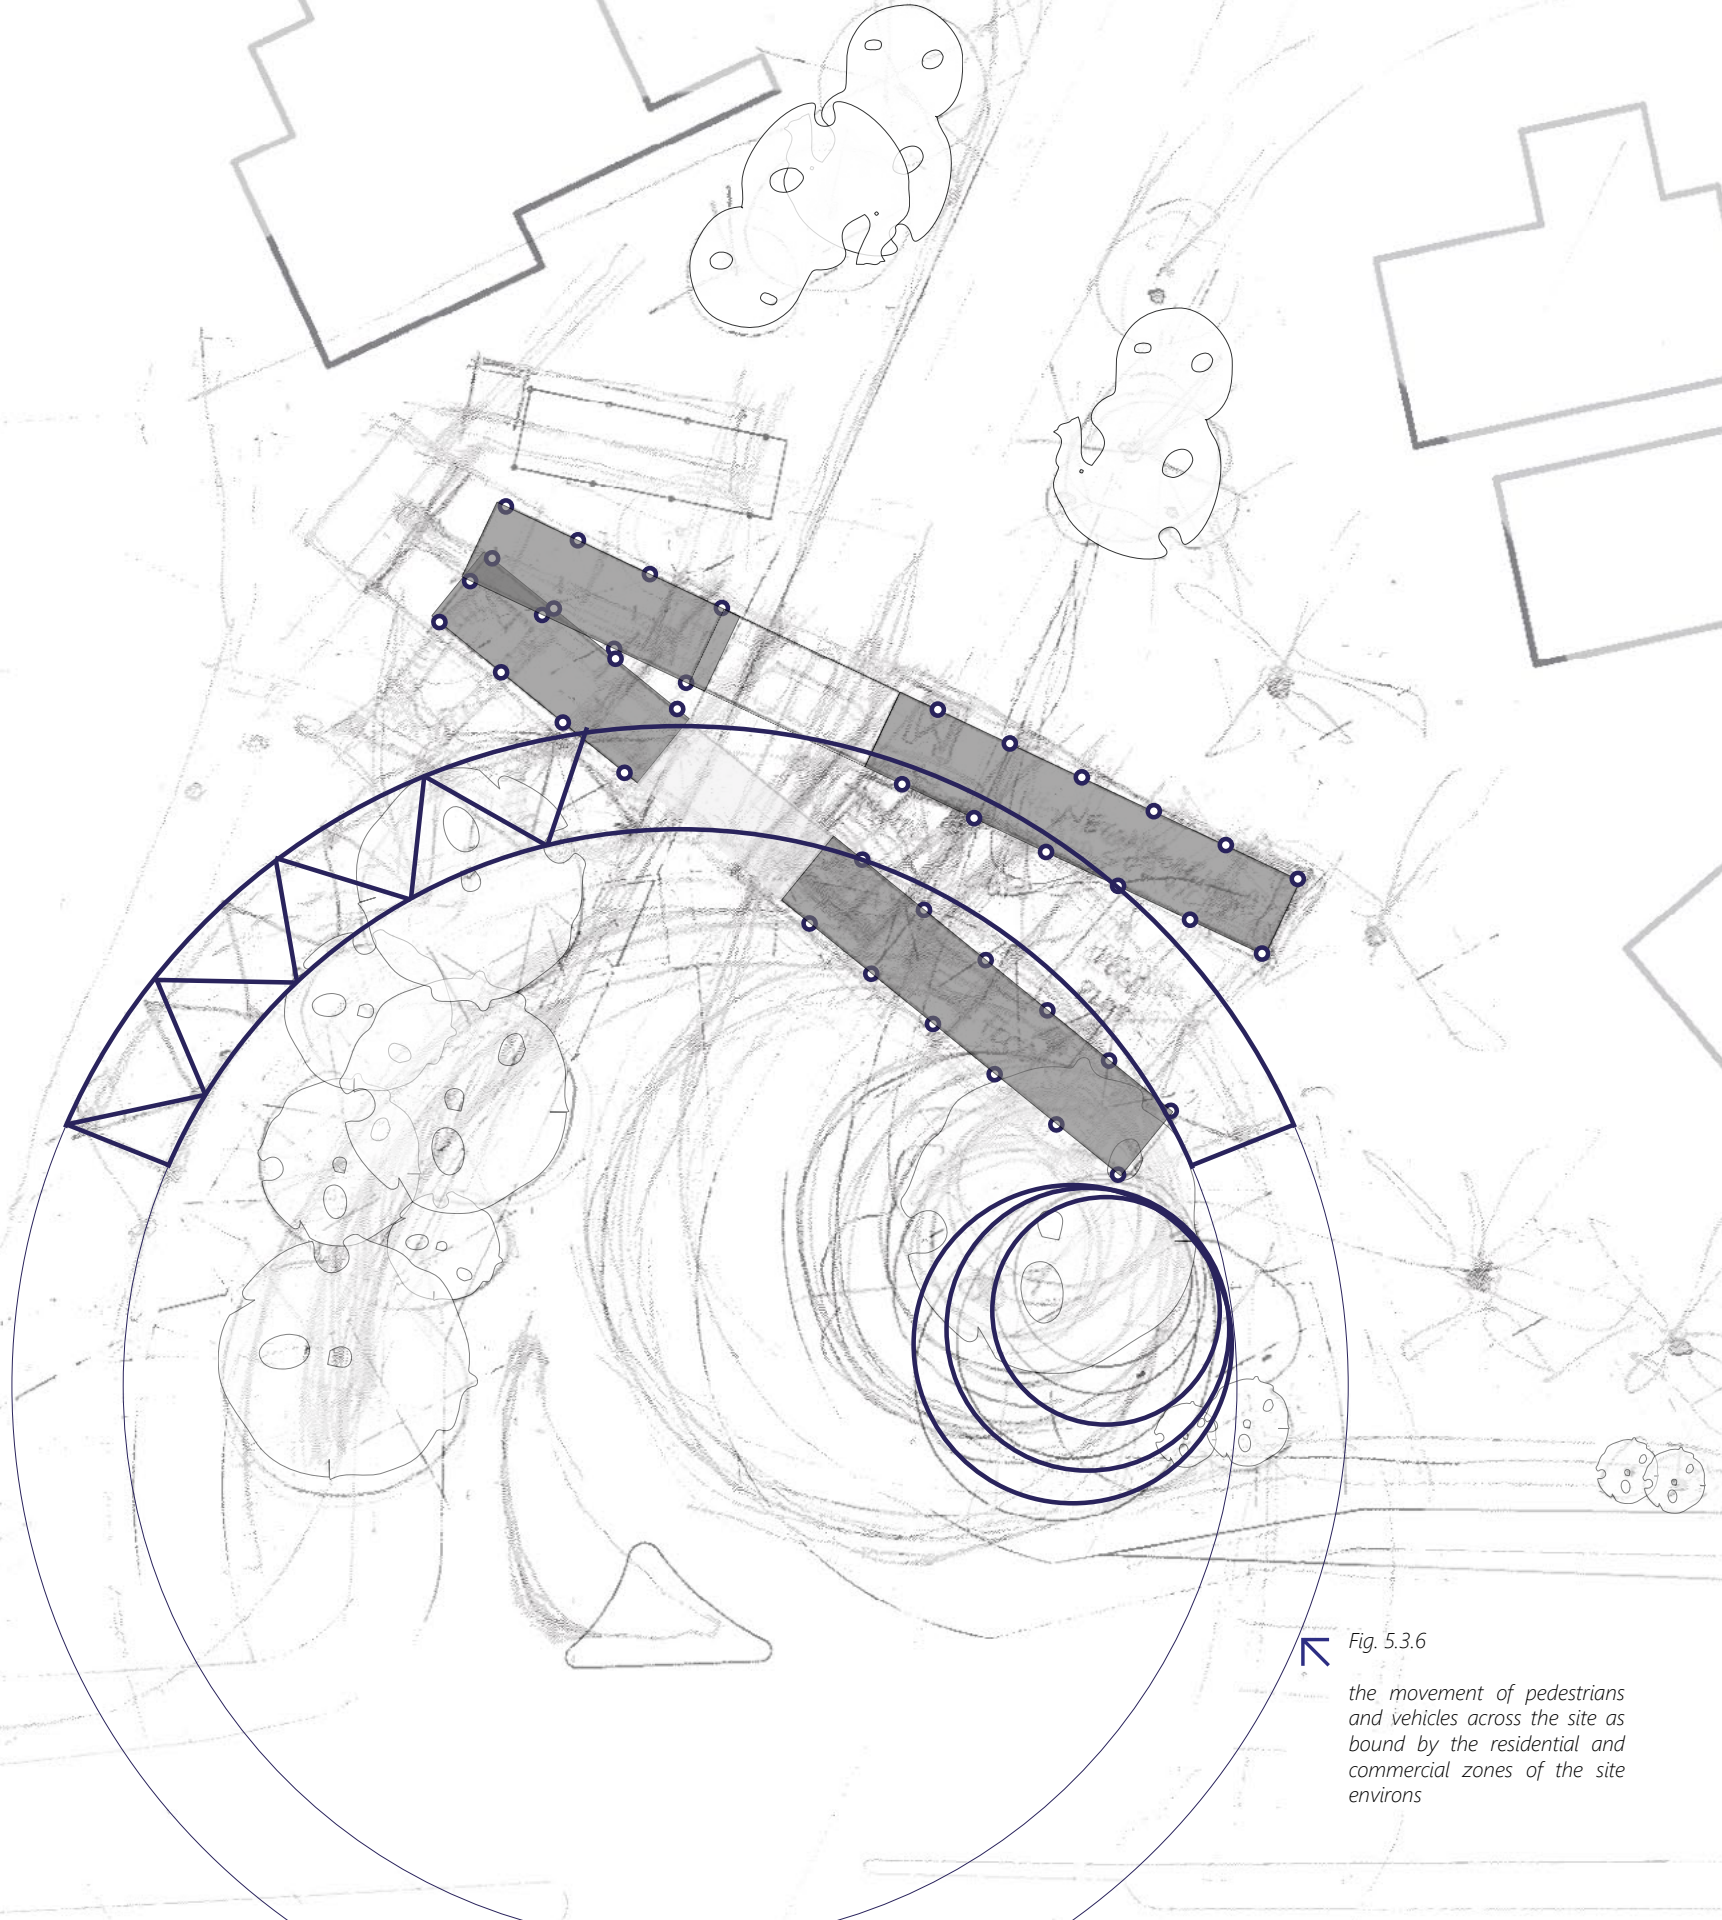 Fig. 5.3.6
the movement of pedestrians
and vehicles across the site as
bound by the residential and
commercial zones of the site
environs